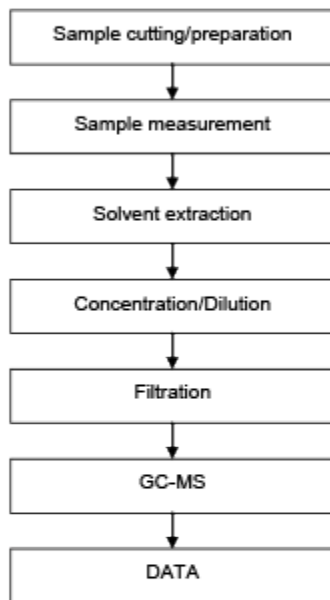 Sample cutting/preparation
Sample measurement
Solvent extraction
Concentration/Dilution
Filtration
GC-MS
DATA